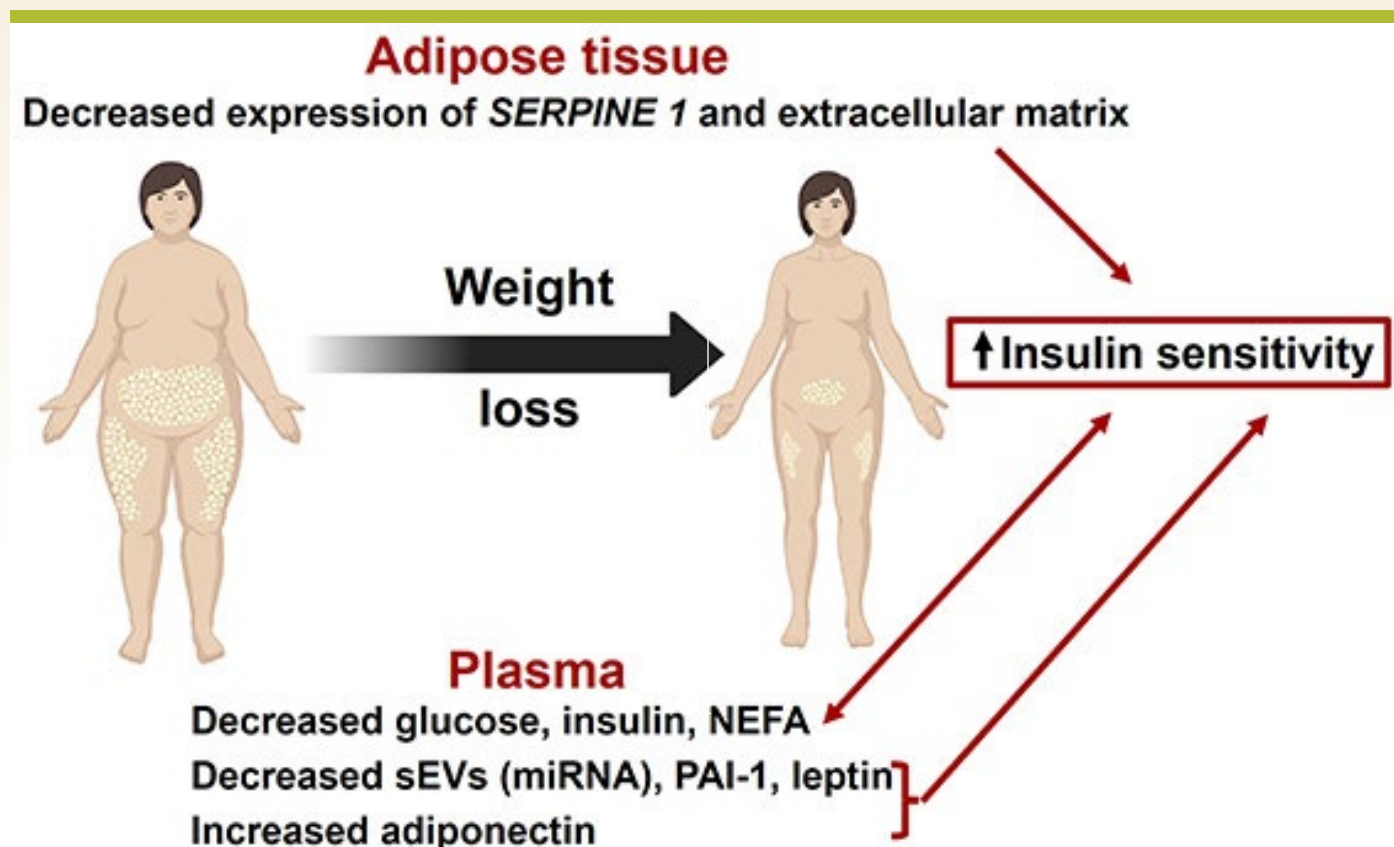 Adipose tissue
Decreased expression of SERPINE 1 and extracellular matrix
Weight
loss
↑Insulin sensitivity
Plasma
Decreased glucose, insulin, NEFA
Decreased sEVs (miRNA), PAI-1, leptin
Increased adiponectin